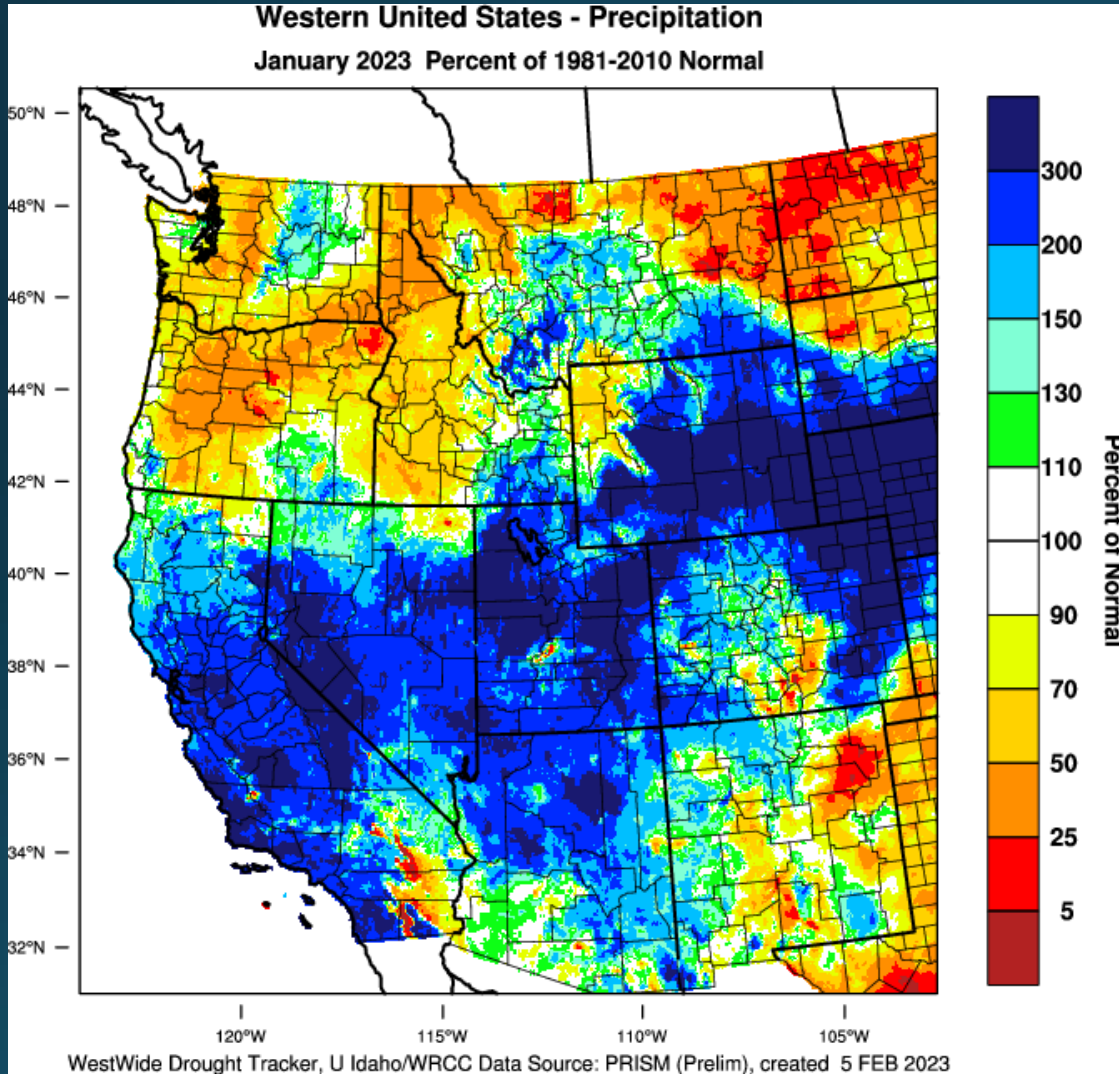 Western United States - Precipitation
January 2023 Percent of 1981-2010 Normal
50°N
48°N
46°N
44°N
42°N
40°N
38°N
36°N
34°N
32°N
120°W
115°W
110°W
105°W
300
200
150
130
110
100
90
70
50
25
5
Percent of Normal
WestWide Drought Tracker, U Idaho/WRCC Data Source: PRISM (Prelim), created 5 FEB 2023